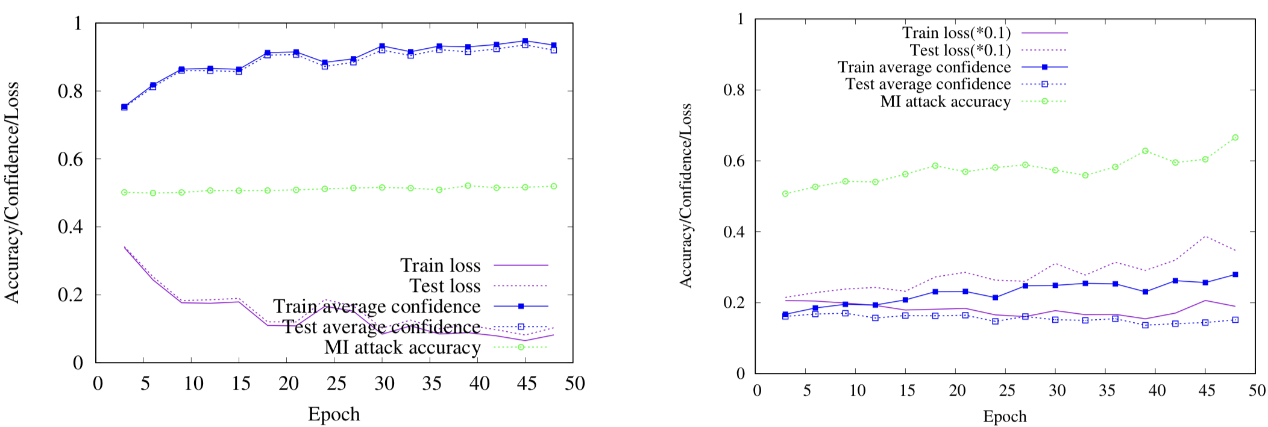 Accuracy/Confidence/Loss
1
0.8
0.6
0.4
0.2
0
0 5 10 15 20 25 30 35 40 45 50
Epoch
Train loss
Test loss
Train average confidence
Test average confidence
MI attack accuracy
Accuracy/Confidence/Loss
1
0.8
0.6
0.4
0.2
0
0 5 10 15 20 25 30 35 40 45 50
Epoch
Train loss(*0.1)
Test loss(*0.1)
Train average confidence
Test average confidence
MI attack accuracy